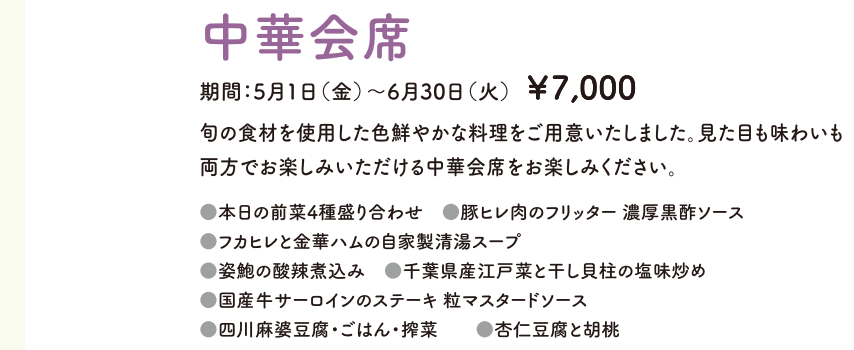 中華会席
期間：5月1日（金）～6月30日（火） ¥7,000
旬の食材を使用した色鮮やかな料理をご用意いたしました。見た目も味わいも
両方でお楽しみいただける中華会席をお楽しみください。
●本日の前菜4種盛り合わせ ●豚ヒレ肉のフリッター 濃厚黒酢ソース
●フカヒレと金華ハムの自家製清湯スープ
●姿鮑の酸辣煮込み ●千葉県産江戸菜と干し貝柱の塩味炒め
●国産牛サーロインのステーキ 粒マスタードソース
●四川麻婆豆腐・ごはん・搾菜 ●杏仁豆腐と胡桃